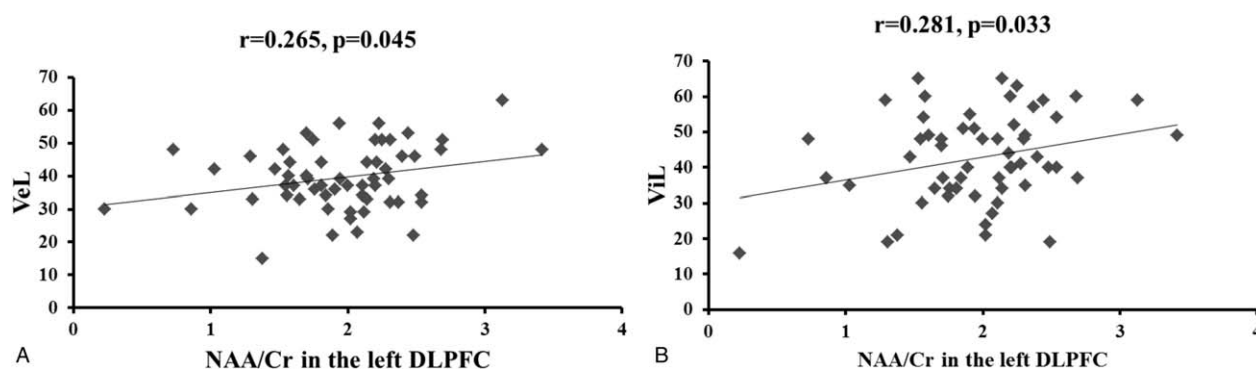 r=0.265, p=0.045
VeL
70
60
50
40
30
20
10
0
0 1 2 3 4
NAA/Cr in the left DLPFC
A
r=0.281, p=0.033
ViL
70
60
50
40
30
20
10
0
0 1 2 3 4
NAA/Cr in the left DLPFC
B